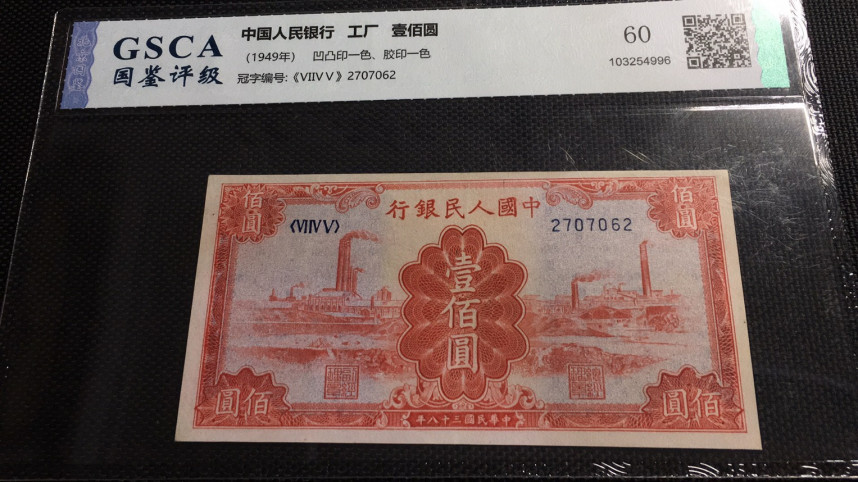 GSCA
国鉴评级
中国人民银行 工厂 壹佰圆
(1949年) 凹凸印一色、胶印一色
冠字编号:《VIIVV》2707062
60
103254996
行銀民人國中
佰圓
佰圓
〈VIIVV〉
2707062
壹佰圓
圓佰
圓佰
年八十三國民華中